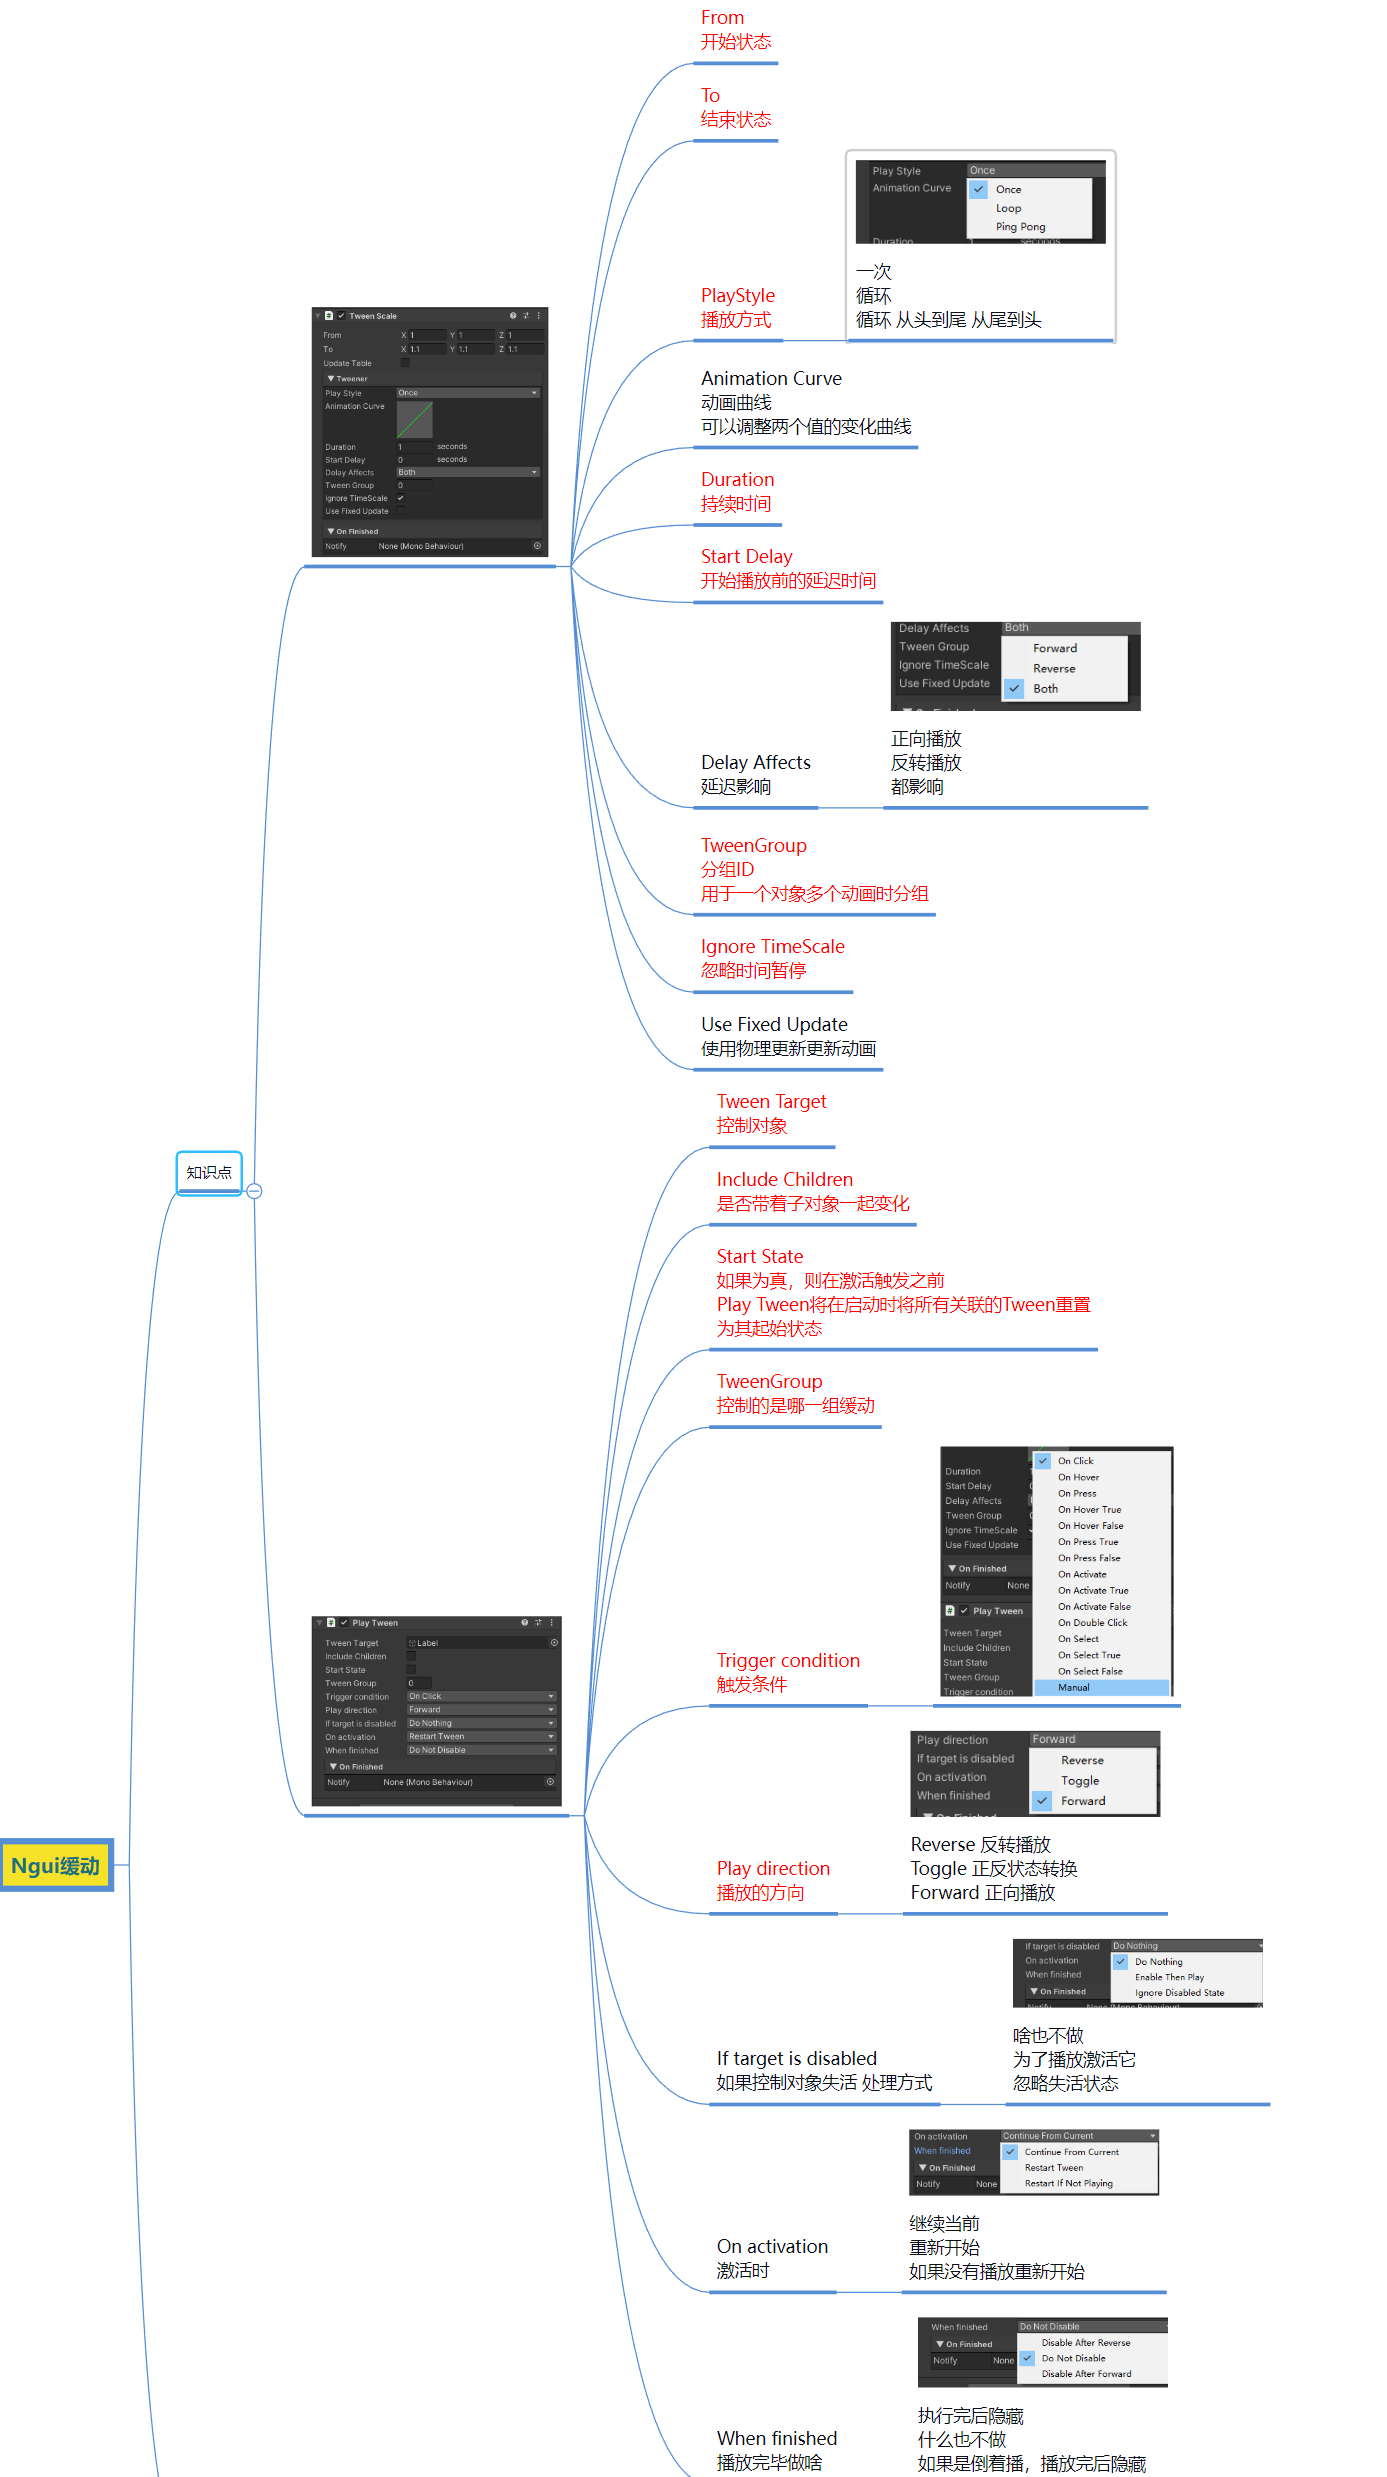 From
开始状态
To
结束状态
Play Style
Once
Animation Curve
Once
Loop
Ping Pong
Duration
seconds
一次
循环
循环 从头到尾 从尾到头
PlayStyle
播放方式
Tween Scale
From
X 1 Y 1 Z 1
To
X 1.1 Y 1.1 Z 1.1
Update Table
Tweener
Play Style
Once
Animation Curve
Duration
1 seconds
Start Delay
0 seconds
Delay Affects
Both
Tween Group
0
Ignore TimeScale
Use Fixed Update
On Finished
Notify
None (Mono Behaviour)
Animation Curve
动画曲线
可以调整两个值的变化曲线
Duration
持续时间
Start Delay
开始播放前的延迟时间
Delay Affects
Both
Tween Group
Ignore TimeScale
Use Fixed Update
Forward
Reverse
Both
正向播放
反转播放
都影响
Delay Affects
延迟影响
TweenGroup
分组ID
用于一个对象多个动画时分组
Ignore TimeScale
忽略时间暂停
Use Fixed Update
使用物理更新更新动画
知识点
Tween Target
控制对象
Include Children
是否带着子对象一起变化
Start State
如果为真，则在激活触发之前
Play Tween将在启动时将所有关联的Tween重置
为其起始状态
TweenGroup
控制的是哪一组缓动
Duration
Start Delay
Delay Affects
Tween Group
Ignore TimeScale
Use Fixed Update
On Finished
Notify
None
Play Tween
Tween Target
Include Children
Start State
Tween Group
Trigger condition
On Click
On Hover
On Press
On Hover True
On Hover False
On Press True
On Press False
On Activate
On Activate True
On Activate False
On Double Click
On Select
On Select True
On Select False
Manual
Trigger condition
触发条件
Play Tween
Tween Target
Label
Include Children
Start State
Tween Group
0
Trigger condition
On Click
Play direction
Forward
If target is disabled
Do Nothing
On activation
Restart Tween
When finished
Do Not Disable
On Finished
Notify
None (Mono Behaviour)
Play direction
Forward
If target is disabled
On activation
When finished
On Finished
Reverse
Toggle
Forward
Reverse 反转播放
Toggle 正反状态转换
Forward 正向播放
Play direction
播放的方向
Ngui缓动
If target is disabled
Do Nothing
On activation
When finished
On Finished
Notify
None (Mono Behaviour)
Do Nothing
Enable Then Play
Ignore Disabled State
啥也不做
为了播放激活它
忽略失活状态
If target is disabled
如果控制对象失活 处理方式
On activation
Continue From Current
When finished
On Finished
Notify
None
Continue From Current
Restart Tween
Restart If Not Playing
继续当前
重新开始
如果没有播放重新开始
On activation
激活时
When finished
Do Not Disable
On Finished
Notify
None
Disable After Reverse
Do Not Disable
Disable After Forward
执行完后隐藏
什么也不做
如果是倒着播，播放完后隐藏
When finished
播放完毕做啥